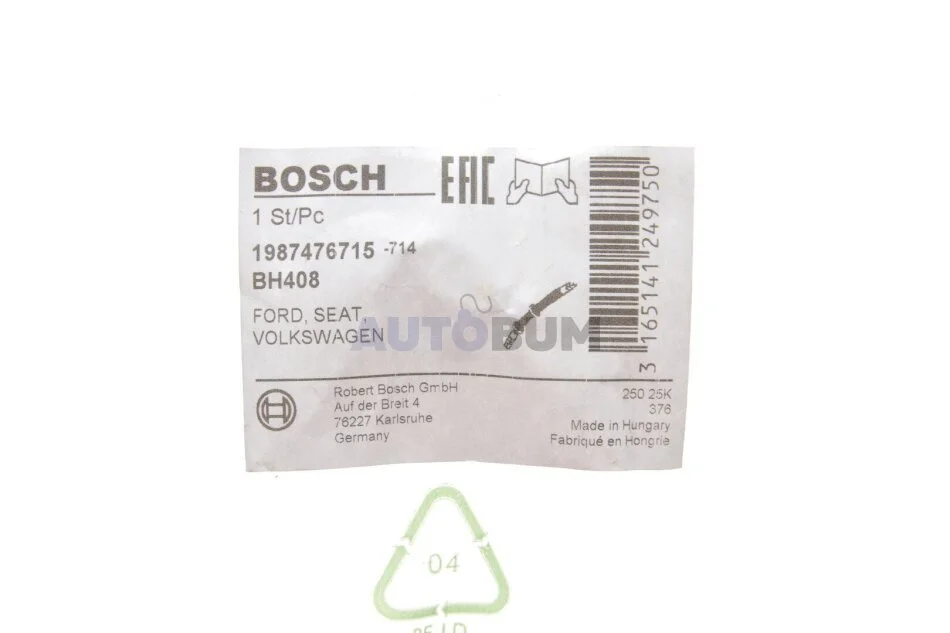 BOSCH
EAC
1 St/Pc
1987476715 -714
BH408
FORD, SEAT,
VOLKSWAGEN
AUTOBUM
3 165141 249750
Robert Bosch GmbH
Auf der Breit 4
76227 Karlsruhe
Germany
250 25K
376
Made in Hungary
Fabriqué en Hongrie
04